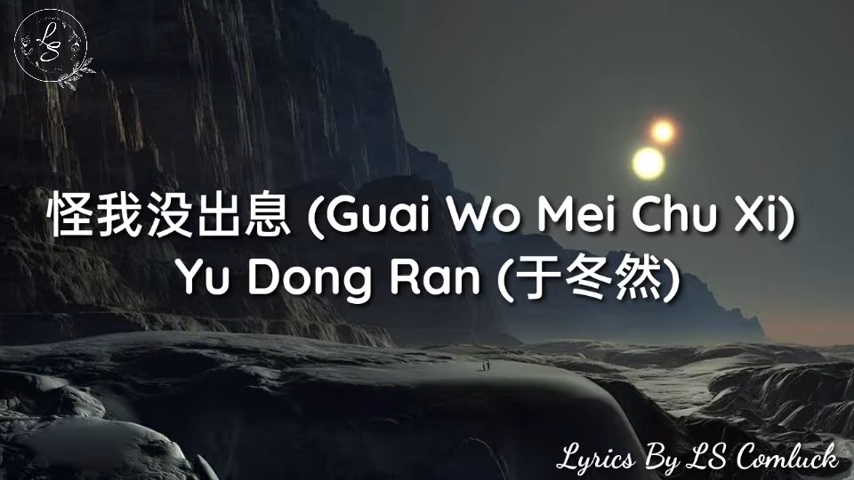 LS
怪我没出息 (Guai Wo Mei Chu Xi)
Yu Dong Ran (于冬然)
Lyrics By LS Comluck